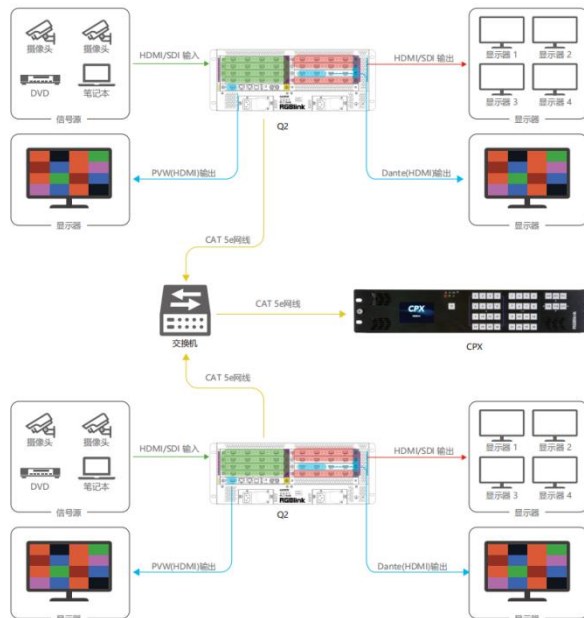 摄像头 摄像头
DVD 笔记本
信号源
HDMI/SDI 输入
RGBlink
Q2
HDMI/SDI 输出
显示器 1 显示器 2
显示器 3 显示器 4
显示器
PVW(HDMI)输出
显示器
Dante(HDMI)输出
显示器
CAT 5e网线
交换机
CAT 5e网线
CPX
CPX
CAT 5e网线
摄像头 摄像头
DVD 笔记本
信号源
HDMI/SDI 输入
RGBlink
Q2
HDMI/SDI 输出
显示器 1 显示器 2
显示器 3 显示器 4
显示器
PVW(HDMI)输出
显示器
Dante(HDMI)输出
显示器